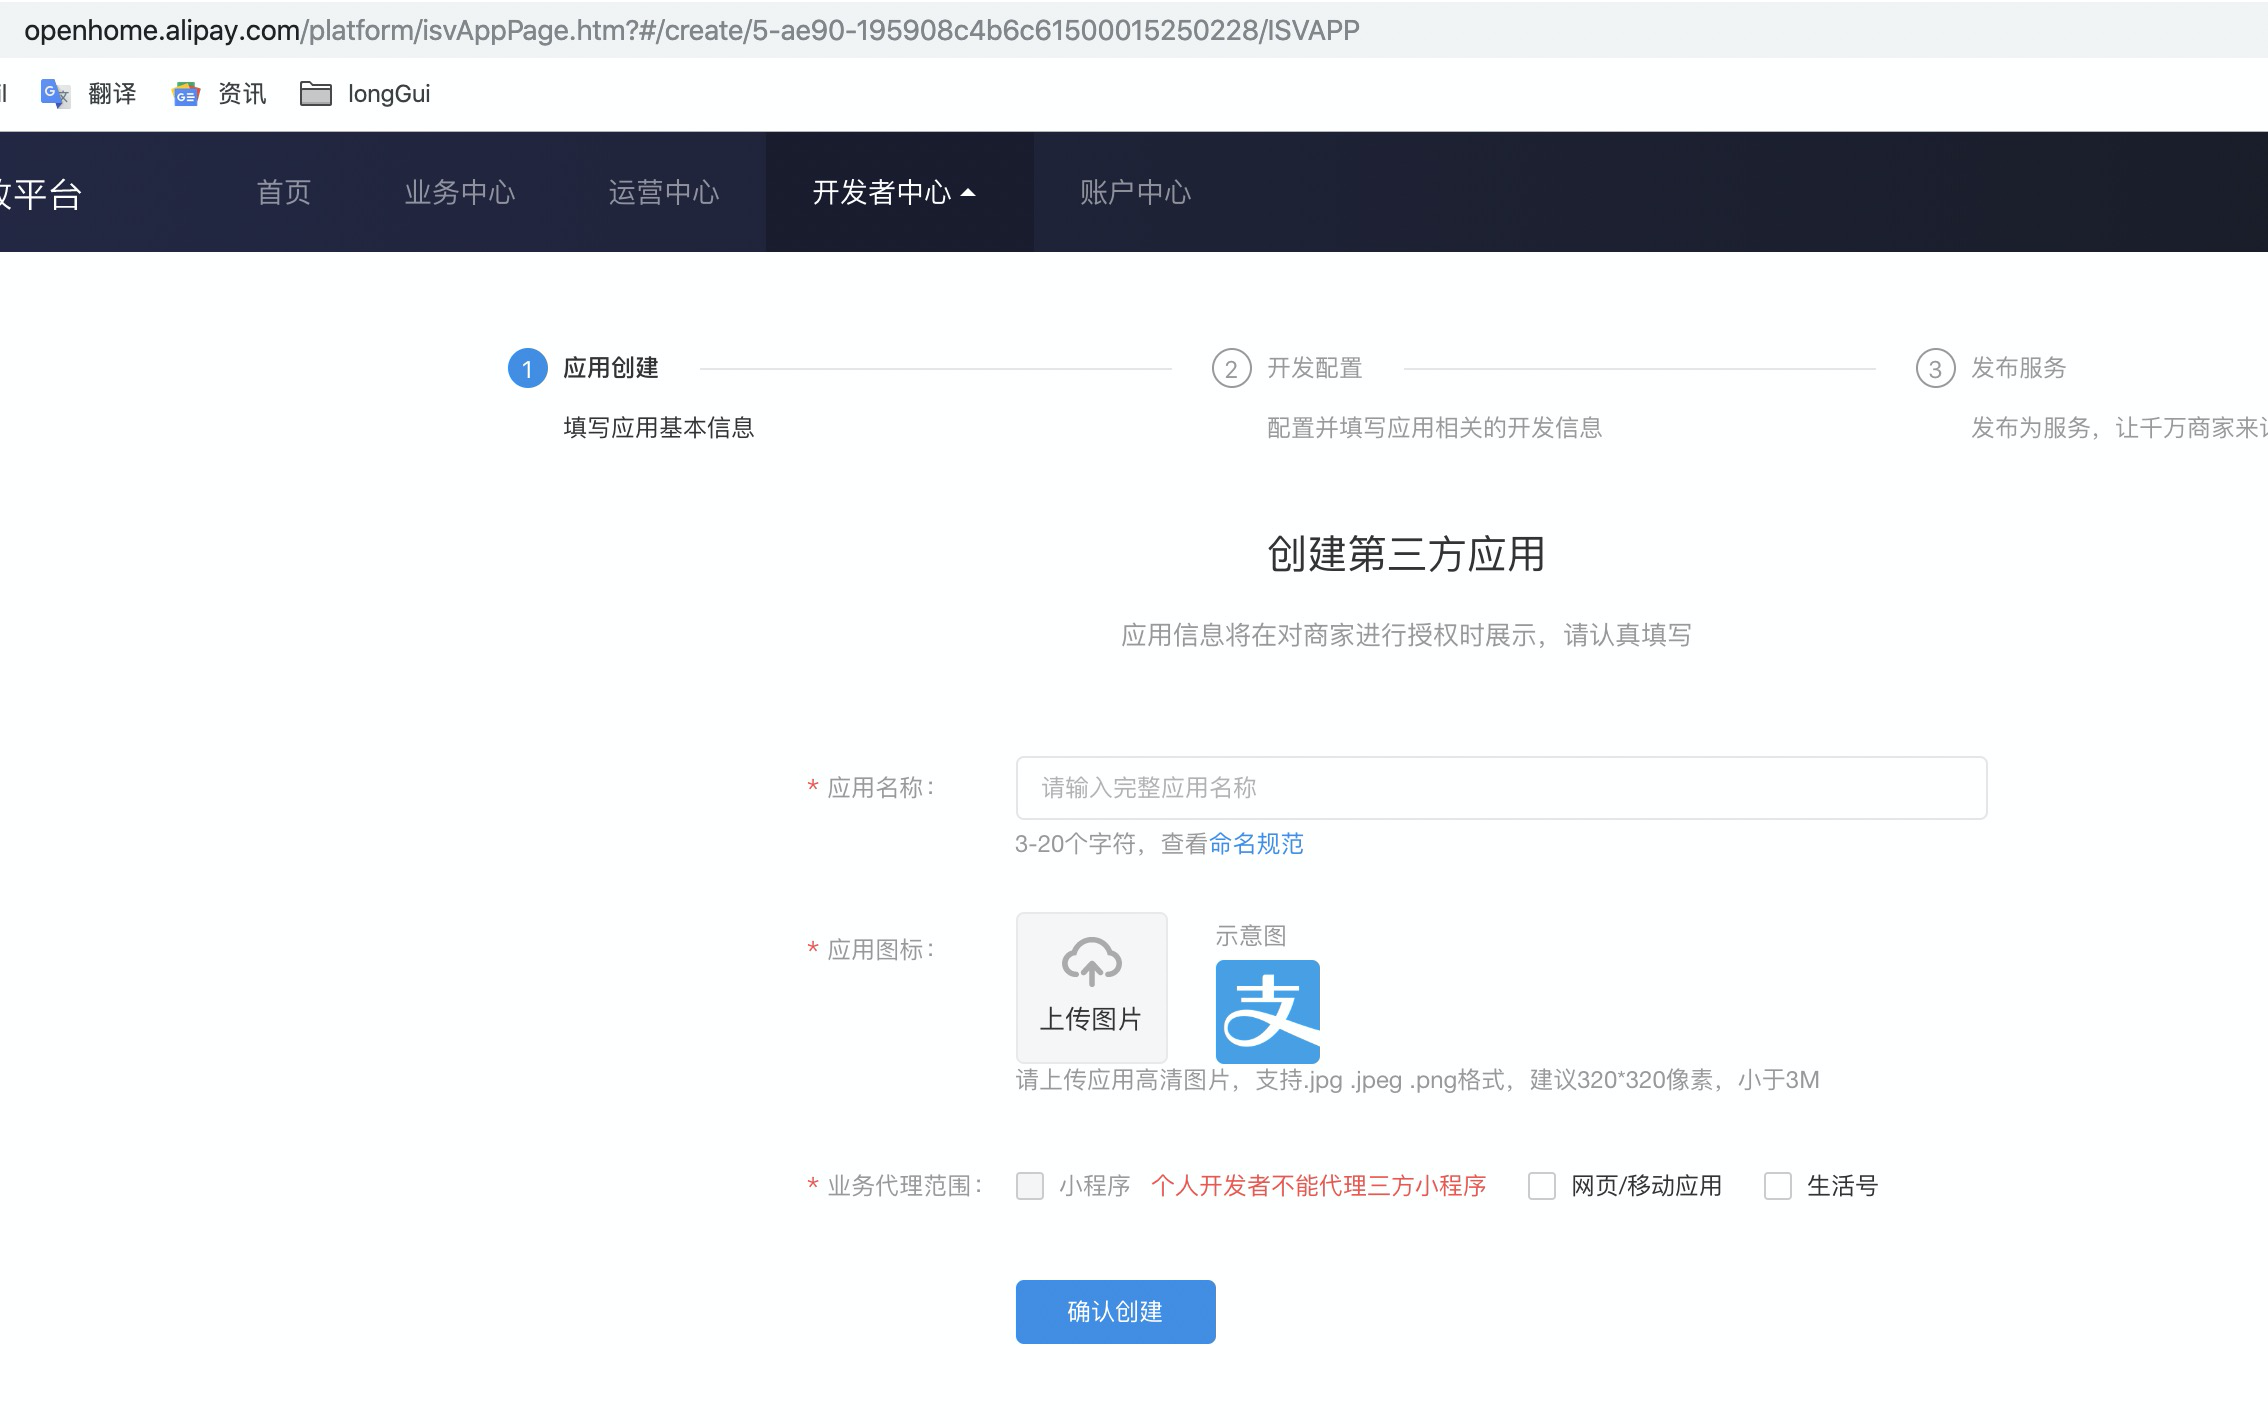 openhome.alipay.com/platform/isvAppPage.htm?#/create/5-ae90-195908c4b6c61500015250228/ISVAPP
翻译 资讯 longGui
平台 首页 业务中心 运营中心 开发者中心 账户中心
1 应用创建 2 开发配置 3 发布服务
填写应用基本信息 配置并填写应用相关的开发信息 发布为服务，让千万商家来
创建第三方应用
应用信息将在对商家进行授权时展示，请认真填写
* 应用名称： 请输入完整应用名称
3-20个字符，查看命名规范
* 应用图标： 上传图片 示意图
支
请上传应用高清图片，支持.jpg .jpeg .png格式，建议320*320像素，小于3M
* 业务代理范围： 小程序 个人开发者不能代理三方小程序 网页/移动应用 生活号
确认创建